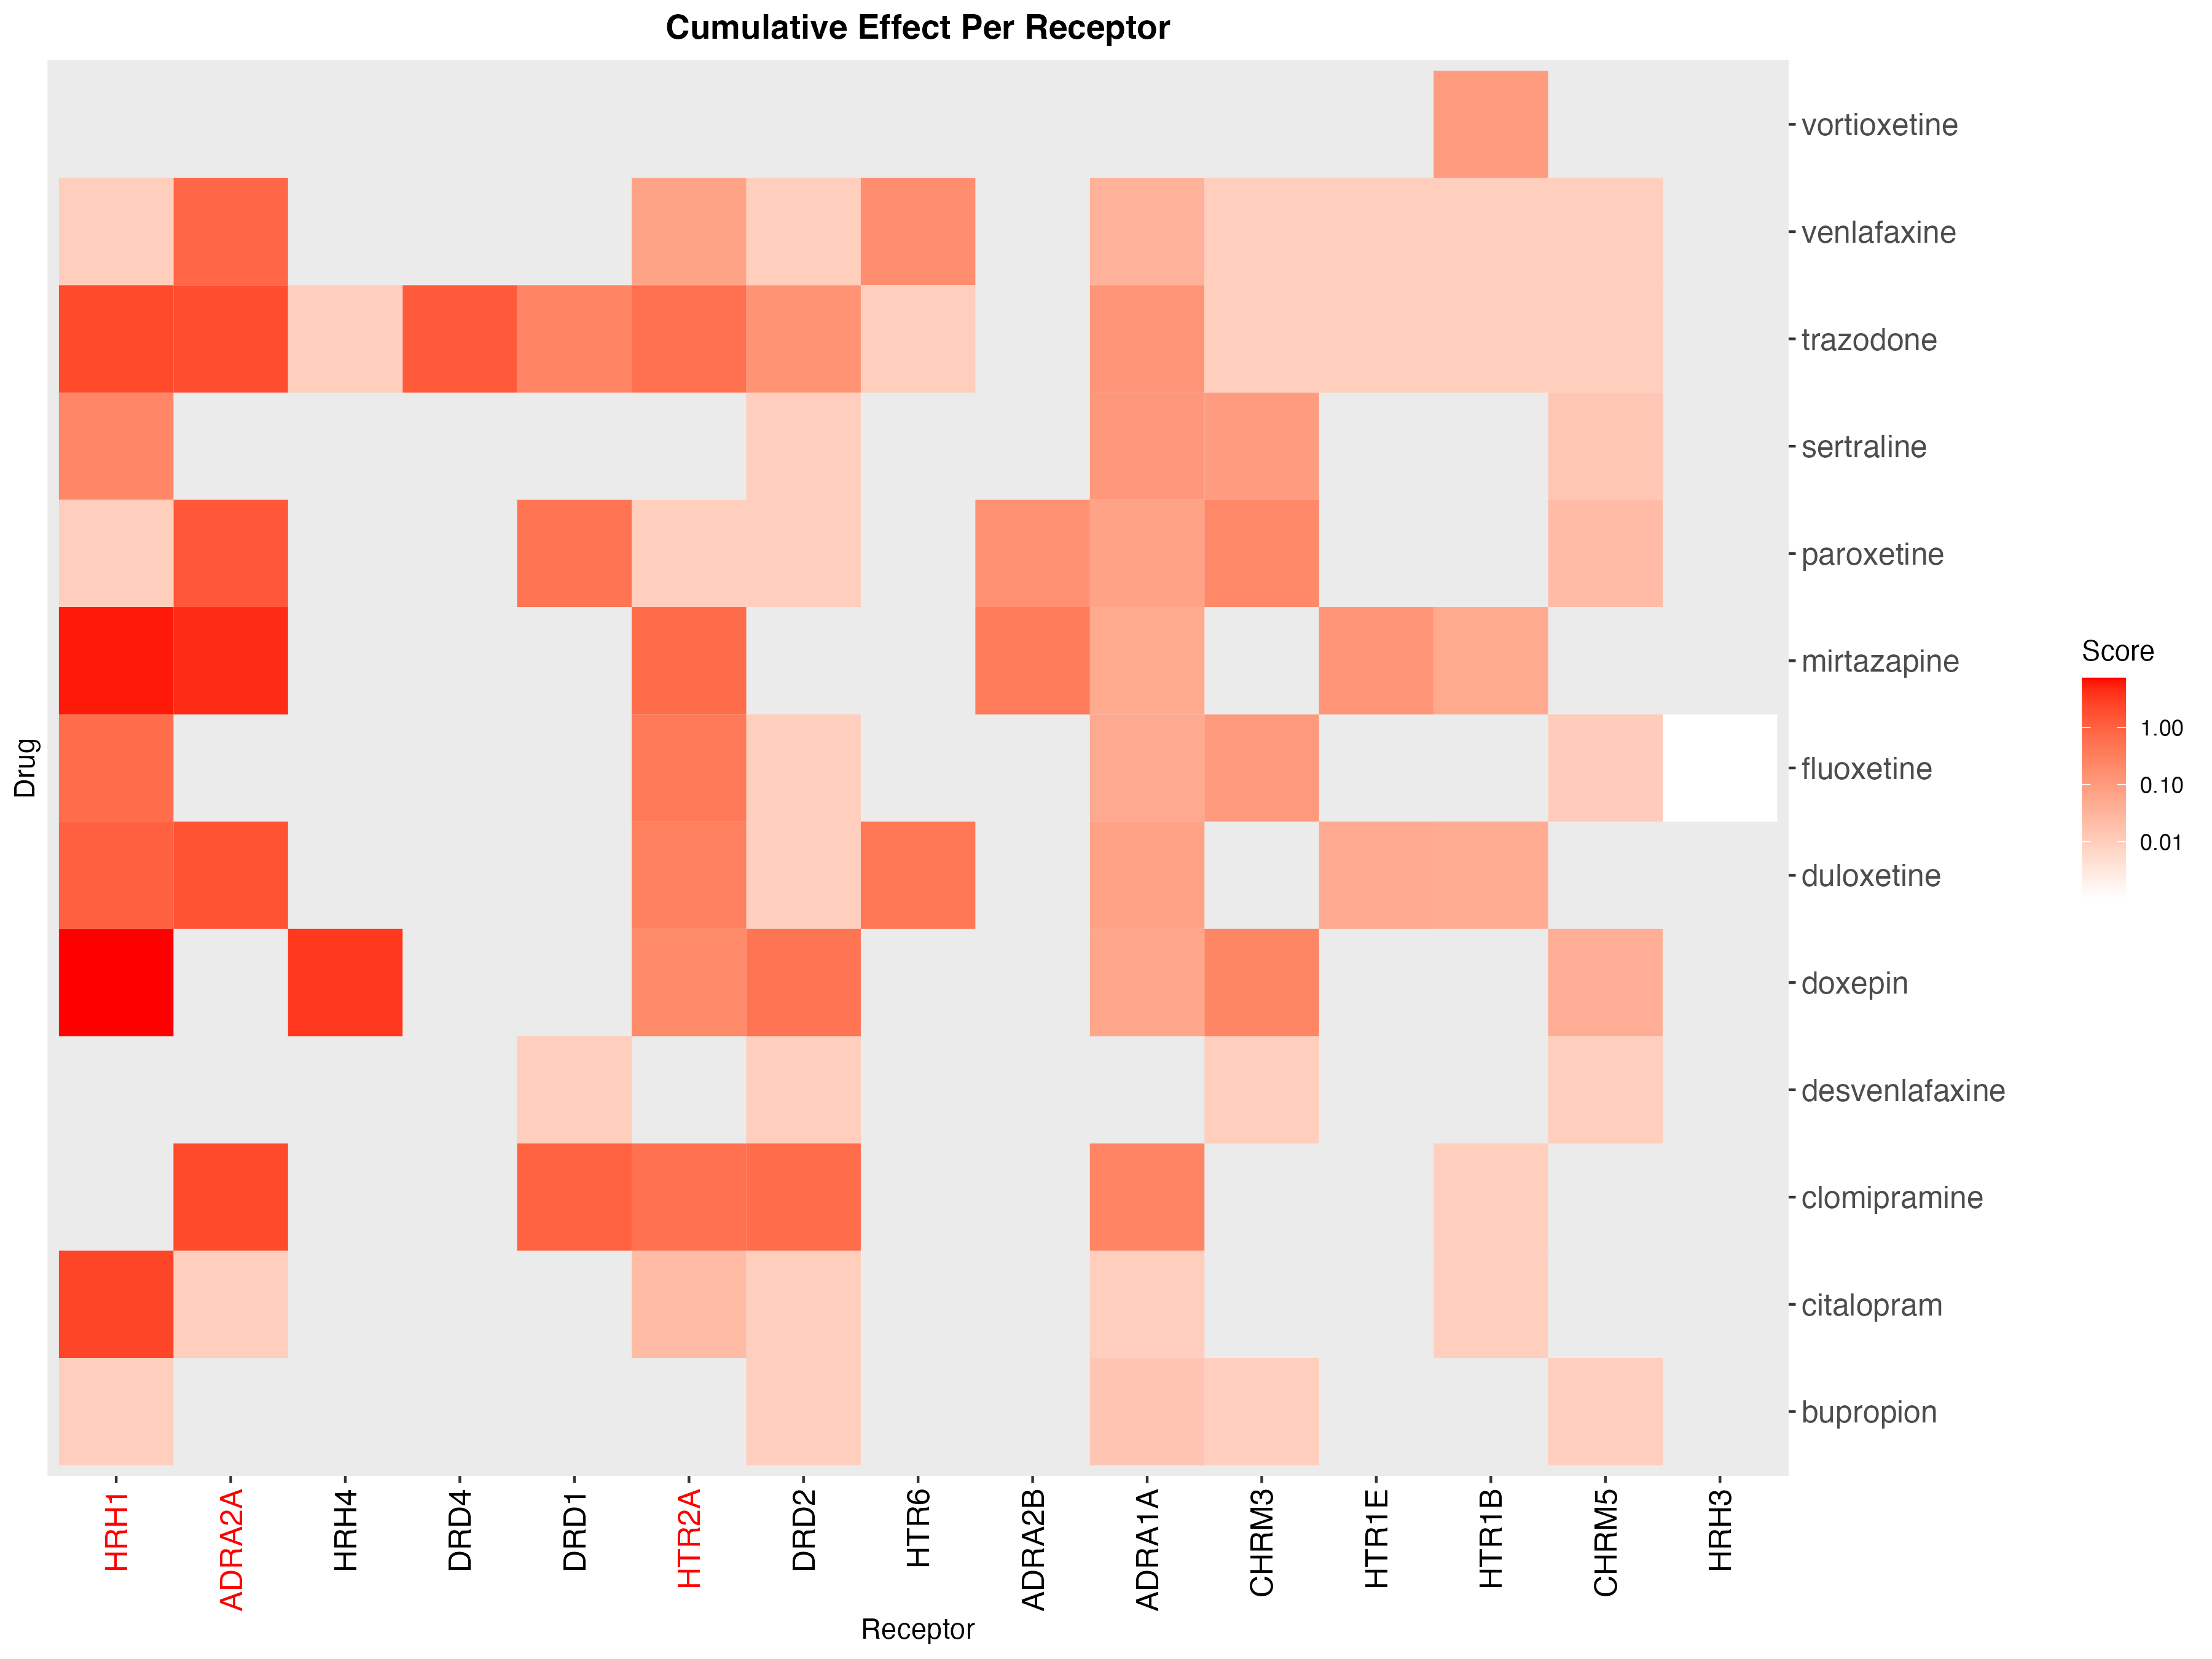 Cumulative Effect Per Receptor
vortioxetine
venlafaxine
trazodone
sertraline
paroxetine
mirtazapine
fluoxetine
duloxetine
doxepin
desvenlafaxine
clomipramine
citalopram
bupropion
Drug
Score
1.00
0.10
0.01
HRH1
ADRA2A
HRH4
DRD4
DRD1
HTR2A
DRD2
HTR6
ADRA2B
ADRA1A
CHRM3
HTR1E
HTR1B
CHRM5
HRH3
Receptor